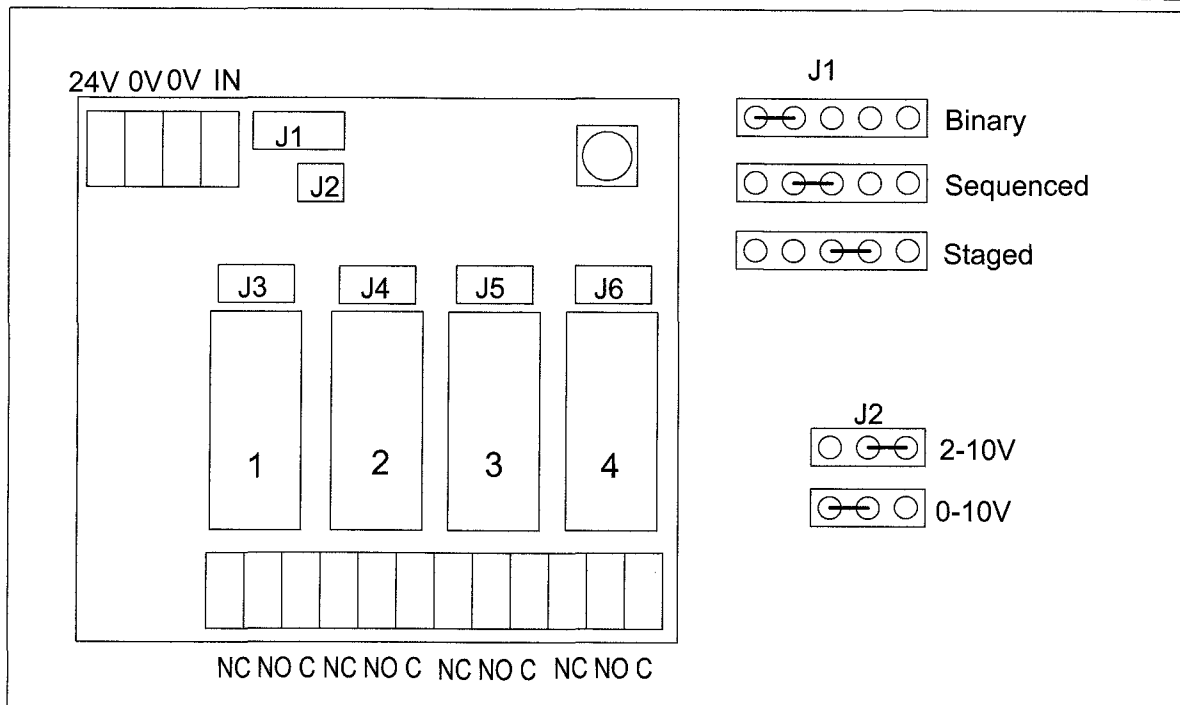 24V 0V 0V IN
J1
J2
J3 J4 J5 J6
1 2 3 4
NC NO C NC NO C NC NO C NC NO C
J1
Binary
Sequenced
Staged
J2
2-10V
0-10V